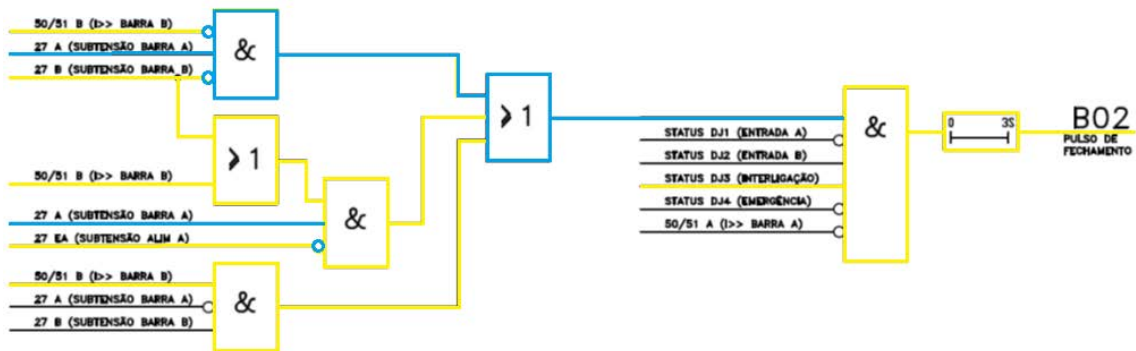 50/51 B (I>> BARRA B)
27 A (SUBTENSÃO BARRA A)
27 B (SUBTENSÃO BARRA B)
&
> 1
50/51 B (I>> BARRA B)
27 A (SUBTENSÃO BARRA A)
27 EA (SUBTENSÃO ALIM A)
&
50/51 B (I>> BARRA B)
27 A (SUBTENSÃO BARRA A)
27 B (SUBTENSÃO BARRA B)
&
> 1
STATUS DJ1 (ENTRADA A)
STATUS DJ2 (ENTRADA B)
STATUS DJ3 (INTERLIGAÇÃO)
STATUS DJ4 (EMERGÊNCIA)
50/51 A (I>> BARRA A)
&
0 3S
B02
PULSO DE
FECHAMENTO